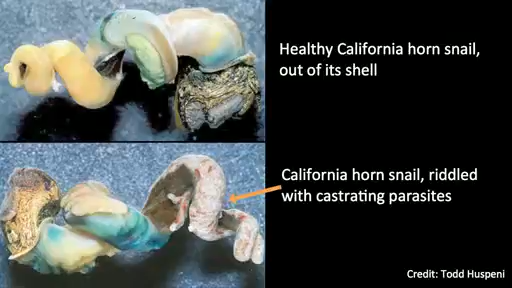 Healthy California horn snail,
out of its shell
California horn snail, riddled
with castrating parasites
Credit: Todd Huspeni